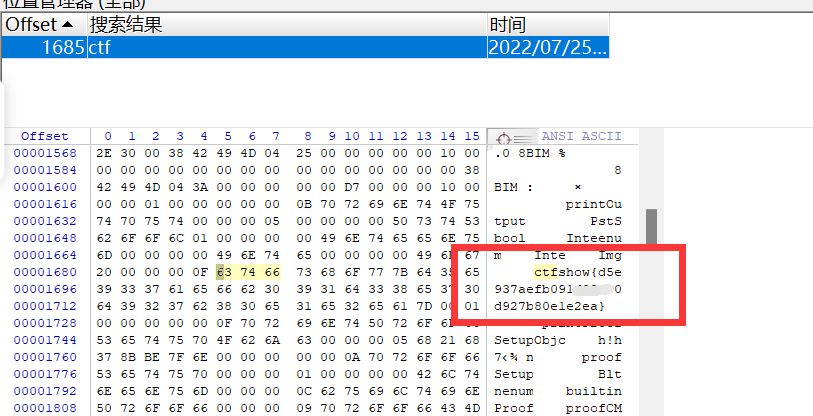 位置管理器 (全部)
Offset 搜索结果 时间
1685 ctf 2022/07/25...
Offset 0 1 2 3 4 5 6 7 8 9 10 11 12 13 14 15 ANSI ASCII
00001568 2E 30 00 38 42 49 4D 04 25 00 00 00 00 00 10 00 .0 8BIM %
00001584 00 00 00 00 00 00 00 00 00 00 00 00 00 00 00 38 8
00001600 42 49 4D 04 3A 00 00 00 00 00 D7 00 00 00 10 00 BIM : ×
00001616 00 00 01 00 00 00 00 00 0B 70 72 69 6E 74 4F 75 printOu
00001632 74 70 75 74 00 00 00 05 00 00 00 00 50 73 74 53 tput PstS
00001648 62 6F 6F 6C 01 00 00 00 00 49 6E 74 65 65 6E 75 bool Inteenu
00001664 6D 00 00 00 00 49 6E 74 65 00 00 00 00 49 67 m Inte Img
00001680 20 00 00 00 0F 63 74 66 73 68 6F 77 7B 64 35 65 ctfshow{d5e
00001696 39 33 37 61 65 66 62 30 39 31 64 33 38 65 37 30 937aefb091
00001712 64 39 32 37 62 38 30 65 31 65 32 65 61 7D 00 01 d927b80e1e2ea}
00001728 00 00 00 00 0F 70 72 69 6E 74 50 72 6F
00001744 53 65 74 75 70 4F 62 6A 63 00 00 00 05 68 21 68 SetupObjc h!h
00001760 37 8B BE 7F 6E 00 00 00 00 00 0A 70 72 6F 6F 66 7‹¾ n proof
00001776 53 65 74 75 70 00 00 00 01 00 00 00 00 42 6C 74 Setup Blt
00001792 6E 65 6E 75 6D 00 00 00 0C 62 75 69 6C 74 69 6E nenum builtin
00001808 50 72 6F 6F 66 00 00 00 09 70 72 6F 6F 66 43 4D Proof proofCM